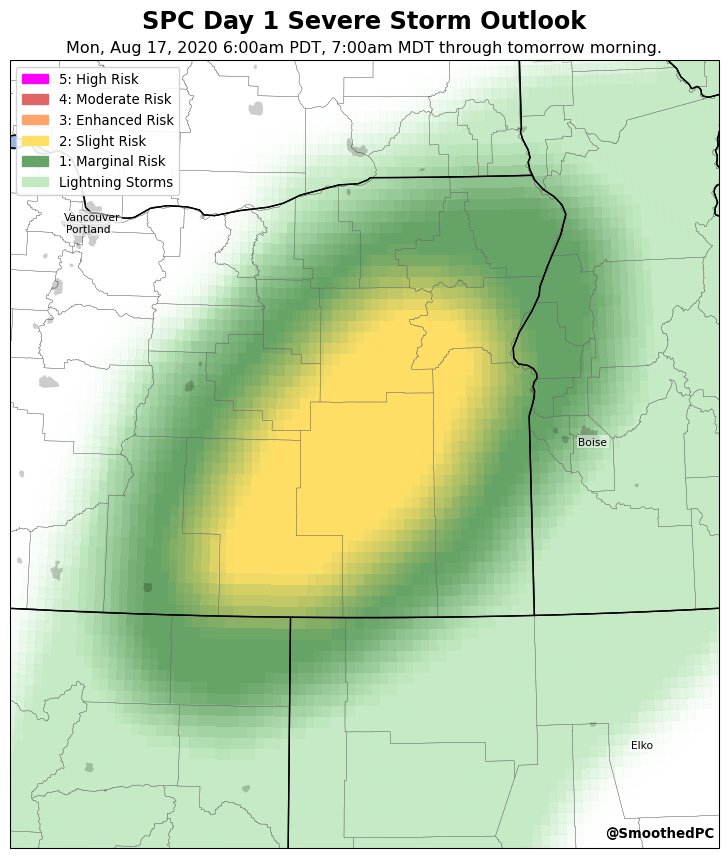 SPC Day 1 Severe Storm Outlook
Mon, Aug 17, 2020 6:00am PDT, 7:00am MDT through tomorrow morning.
5: High Risk
4: Moderate Risk
3: Enhanced Risk
2: Slight Risk
1: Marginal Risk
Lightning Storms
Vancouver
Portland
Boise
Elko
@SmoothedPC